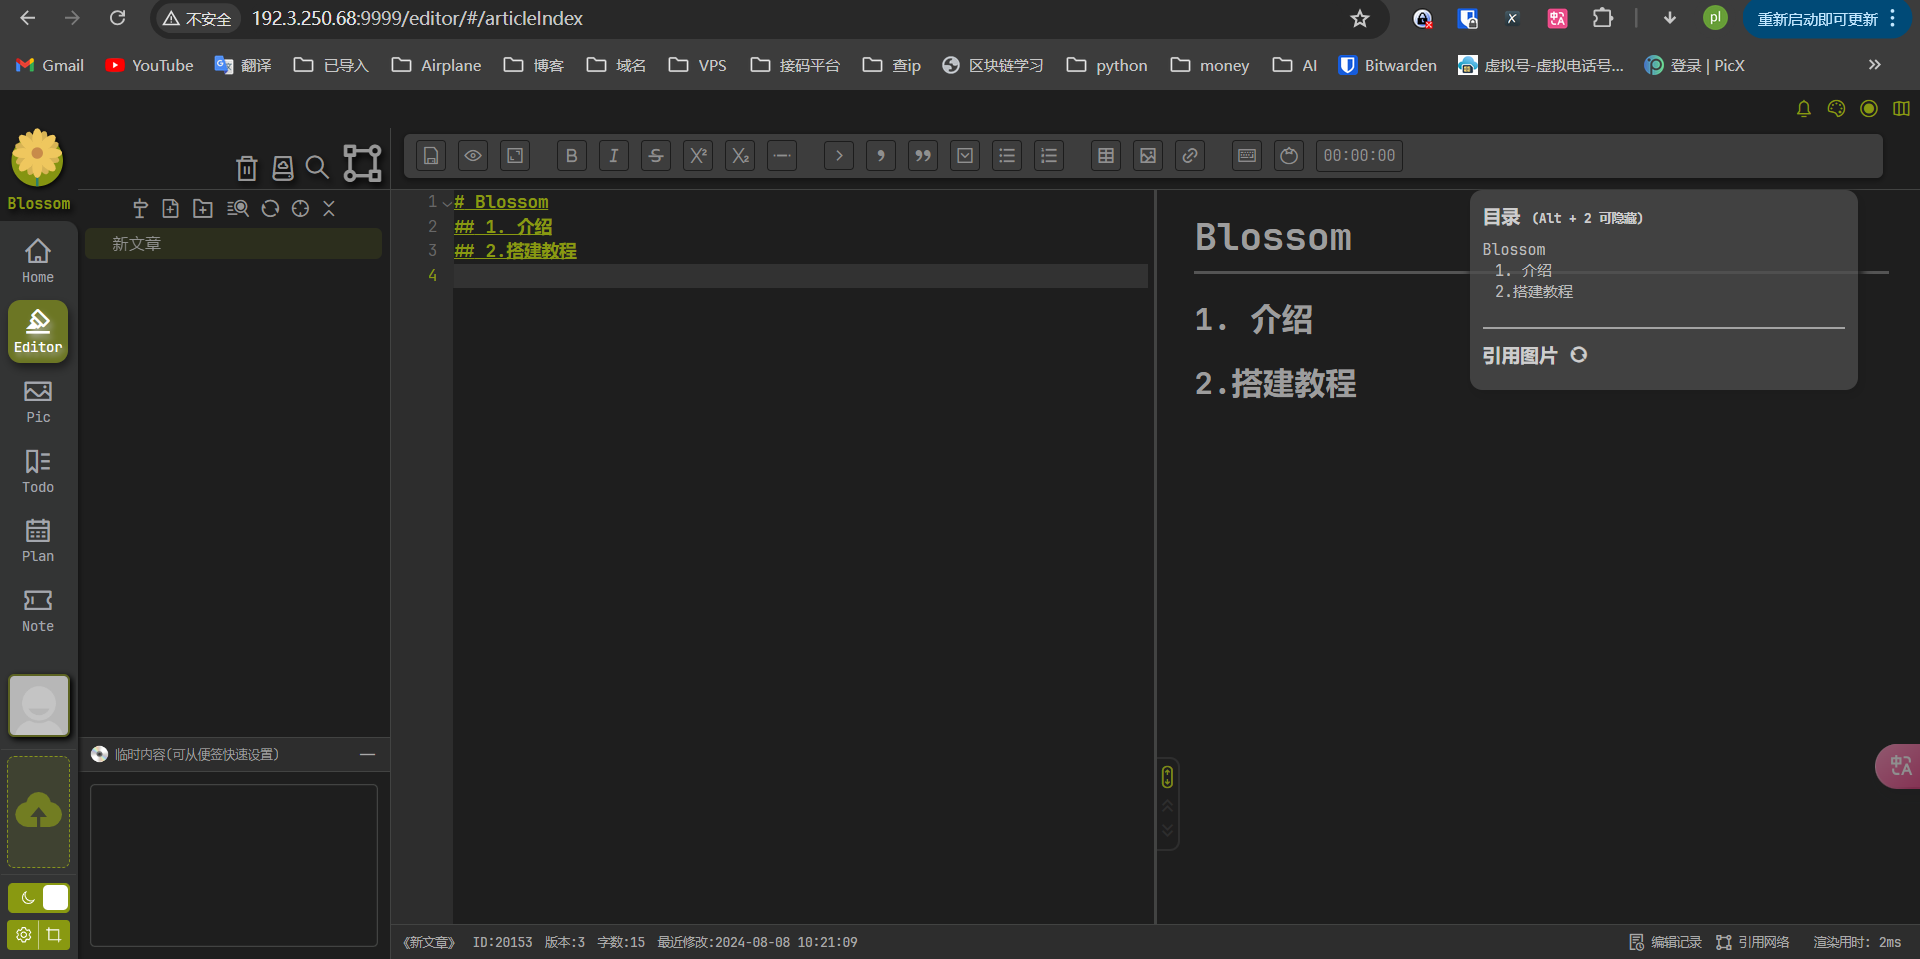 不安全 192.3.250.68:9999/editor/#/articleIndex
pl
重新启动即可更新
Gmail YouTube 翻译 已导入 Airplane 博客 域名 VPS 接码平台 查ip 区块链学习 python money AI Bitwarden 虚拟号-虚拟电话号... 登录 | PicX
Blossom
00:00:00
Home
Editor
Pic
Todo
Plan
Note
新文章
临时内容(可从便签快速设置)
1 # Blossom
2 ## 1. 介绍
3 ## 2.搭建教程
4
Blossom
1. 介绍
2.搭建教程
目录 (Alt + 2 可隐藏)
Blossom
1. 介绍
2.搭建教程
引用图片
《新文章》 ID:20153 版本:3 字数:15 最近修改:2024-08-08 10:21:09
编辑记录 引用网络 渲染用时: 2ms